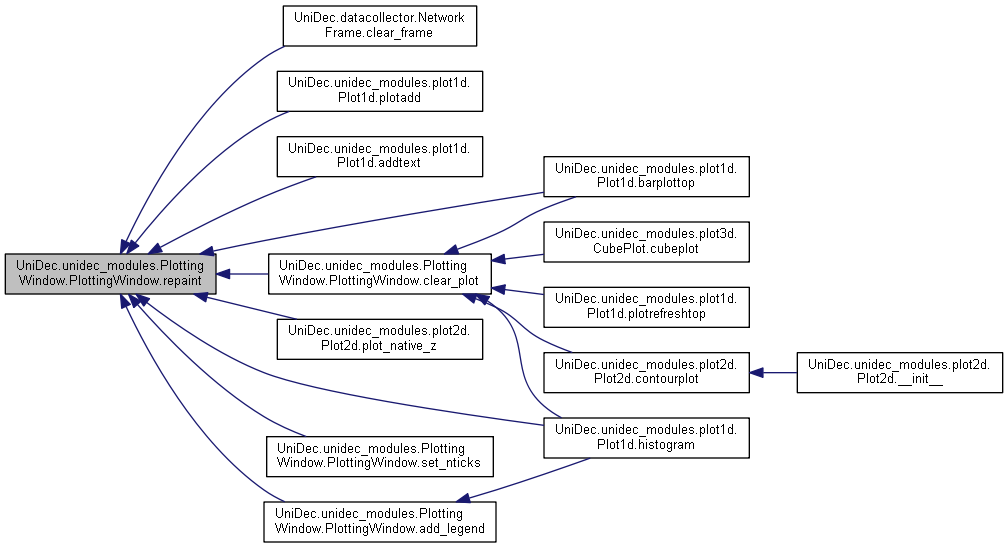 UniDec.datacollector.Network
Frame.clear_frame
UniDec.unidec_modules.plot1d.
Plot1d.plotadd
UniDec.unidec_modules.plot1d.
Plot1d.addtext
UniDec.unidec_modules.plot1d.
Plot1d.barplottop
UniDec.unidec_modules.plot3d.
CubePlot.cubeplot
UniDec.unidec_modules.Plotting
Window.PlottingWindow.repaint
UniDec.unidec_modules.Plotting
Window.PlottingWindow.clear_plot
UniDec.unidec_modules.plot1d.
Plot1d.plotrefreshtop
UniDec.unidec_modules.plot2d.
Plot2d.plot_native_z
UniDec.unidec_modules.plot2d.
Plot2d.contourplot
UniDec.unidec_modules.plot2d.
Plot2d.__init__
UniDec.unidec_modules.plot1d.
Plot1d.histogram
UniDec.unidec_modules.Plotting
Window.PlottingWindow.set_nticks
UniDec.unidec_modules.Plotting
Window.PlottingWindow.add_legend